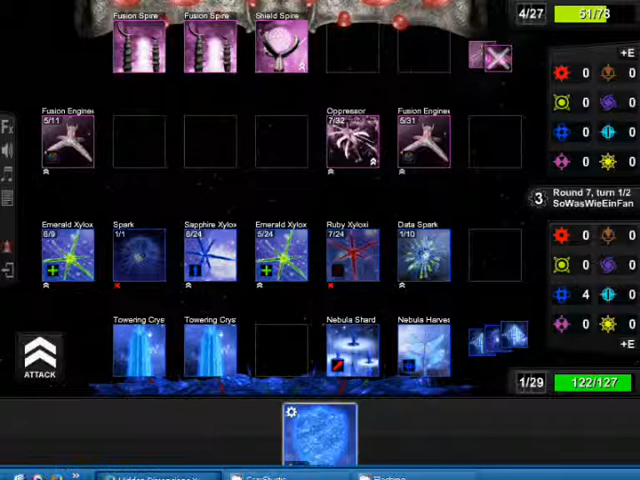 Fusion Spire Fusion Spire Shield Spire
4/27 51/73
+E
0 0
0 0
0 0
0 0
Fusion Enginee Oppressor Fusion Enginee
5/11 7/32 5/31
3 Round 7, turn 1/2
SoWasWieEinFan
Emerald Xylox Spark Sapphire Xylox Emerald Xylox Ruby Xyloxi Data Spark
6/9 1/1 6/24 5/24 7/24 1/10
0 0
0 0
4 0
0 0
+E
Towering Crys Towering Crys Nebula Shard Nebula Harves
ATTACK
1/29 122/127